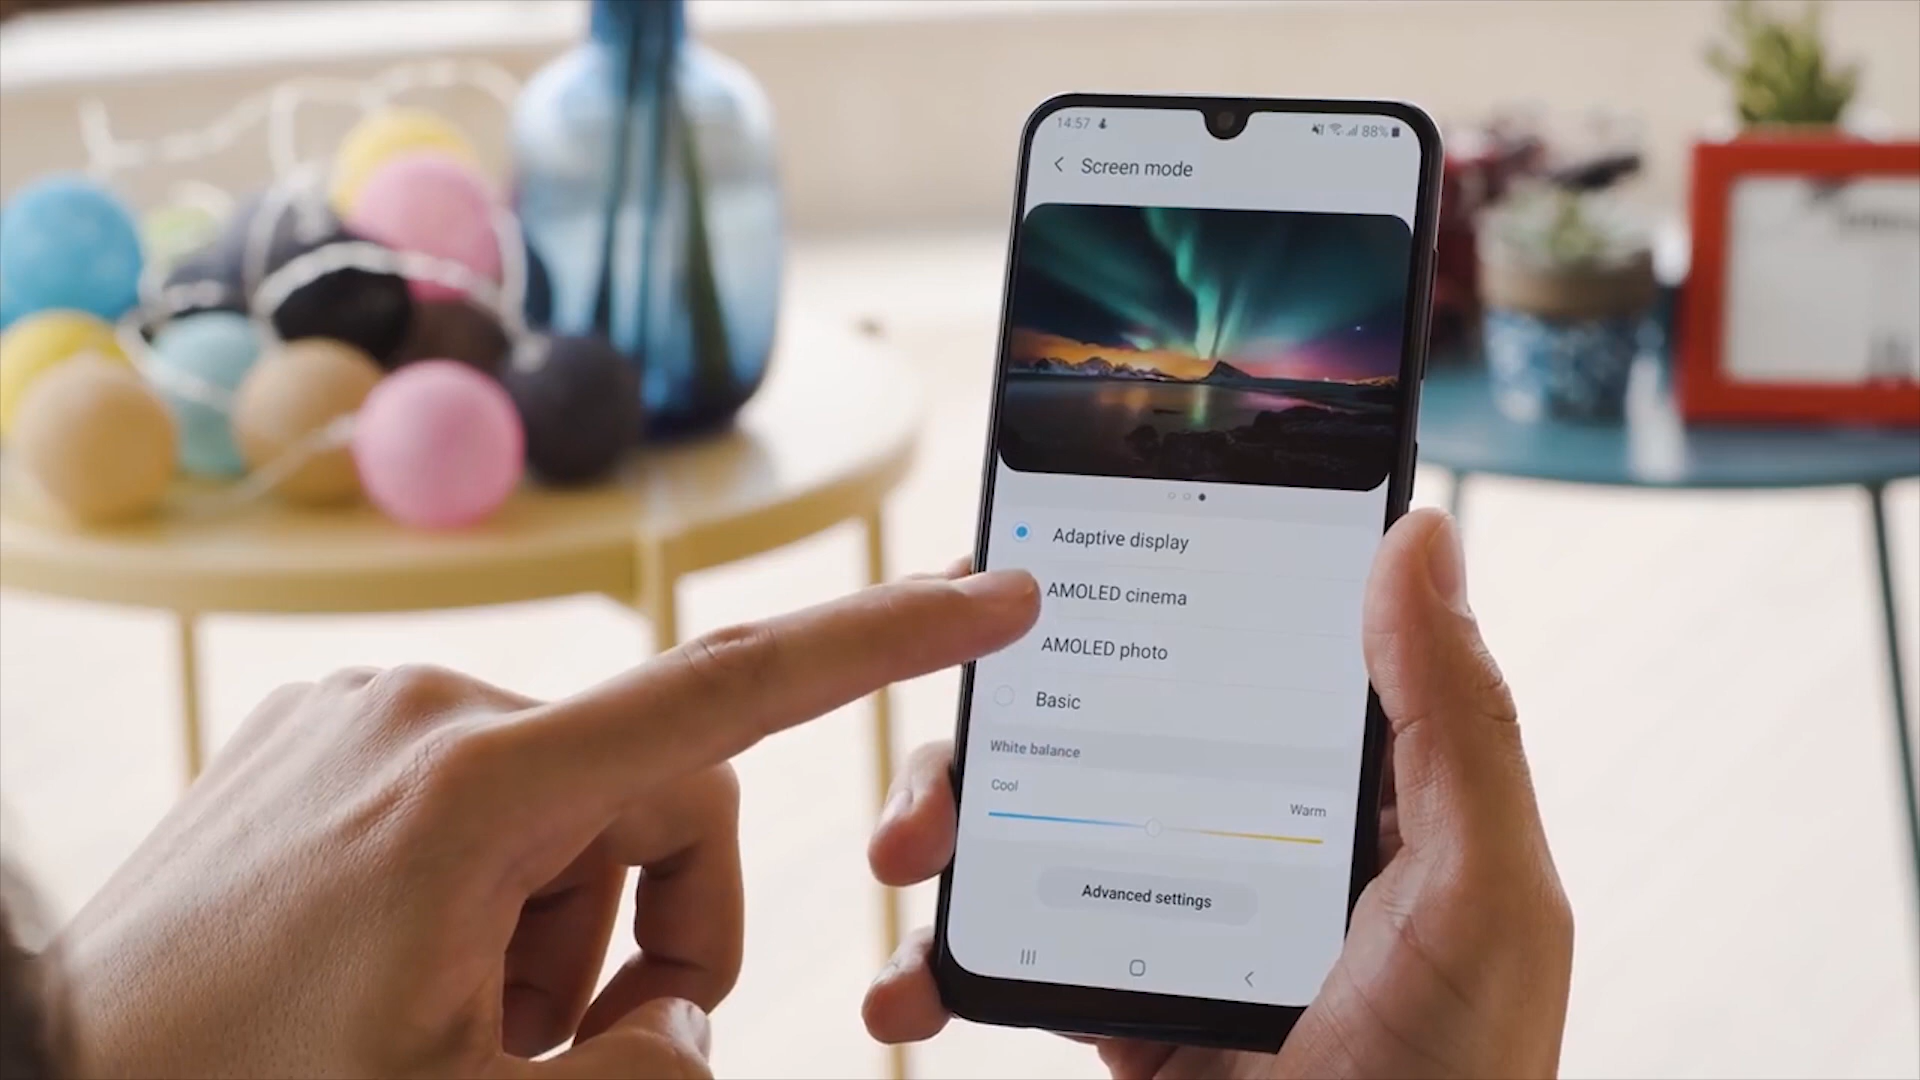 14.57 88%
Screen mode
Adaptive display
AMOLED cinema
AMOLED photo
Basic
White balance
Cool
Warm
Advanced settings